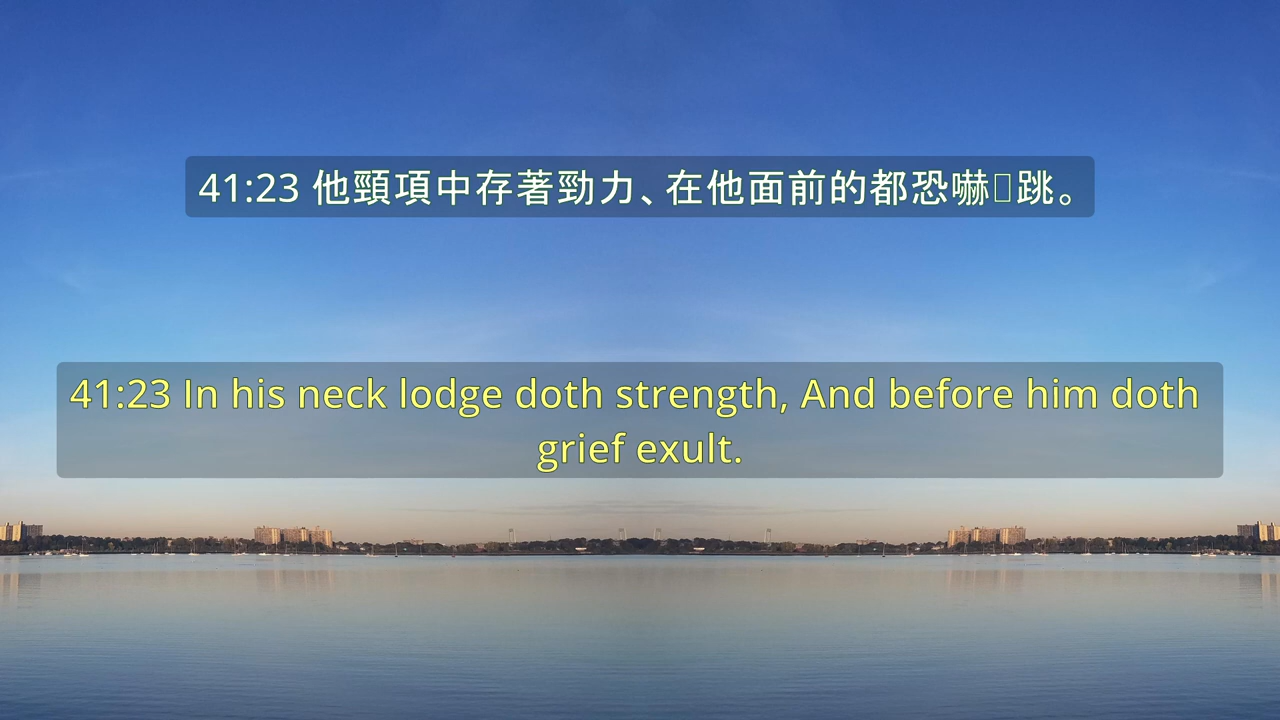 41:23 他頸項中存著勁力、在他面前的都恐嚇跳。
41:23 In his neck lodge doth strength, And before him doth
grief exult.